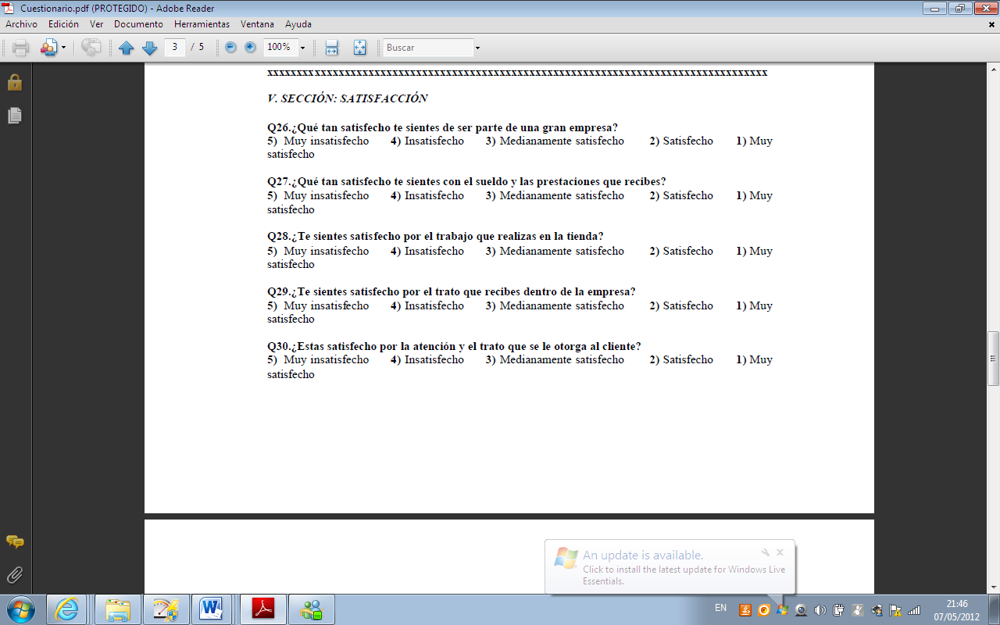 Cuestionario.pdf (PROTEGIDO) - Adobe Reader
Archivo Edición Ver Documento Herramientas Ventana Ayuda
3 / 5 100% Buscar
xxxxxxxxxxxxxxxxxxxxxxxxxxxxxxxxxxxxxxxxxxxxxxxxxxxxxxxxxxxxxxxxxxxxxxxxxxxxxxxxxxxx
V. SECCIÓN: SATISFACCIÓN
Q26.¿Qué tan satisfecho te sientes de ser parte de una gran empresa?
5) Muy insatisfecho 4) Insatisfecho 3) Medianamente satisfecho 2) Satisfecho 1) Muy
satisfecho
Q27.¿Qué tan satisfecho te sientes con el sueldo y las prestaciones que recibes?
5) Muy insatisfecho 4) Insatisfecho 3) Medianamente satisfecho 2) Satisfecho 1) Muy
satisfecho
Q28.¿Te sientes satisfecho por el trabajo que realizas en la tienda?
5) Muy insatisfecho 4) Insatisfecho 3) Medianamente satisfecho 2) Satisfecho 1) Muy
satisfecho
Q29.¿Te sientes satisfecho por el trato que recibes dentro de la empresa?
5) Muy insatisfecho 4) Insatisfecho 3) Medianamente satisfecho 2) Satisfecho 1) Muy
satisfecho
Q30.¿Estas satisfecho por la atención y el trato que se le otorga al cliente?
5) Muy insatisfecho 4) Insatisfecho 3) Medianamente satisfecho 2) Satisfecho 1) Muy
satisfecho
An update is available.
Click to install the latest update for Windows Live
Essentials.
EN
21:46
07/05/2012